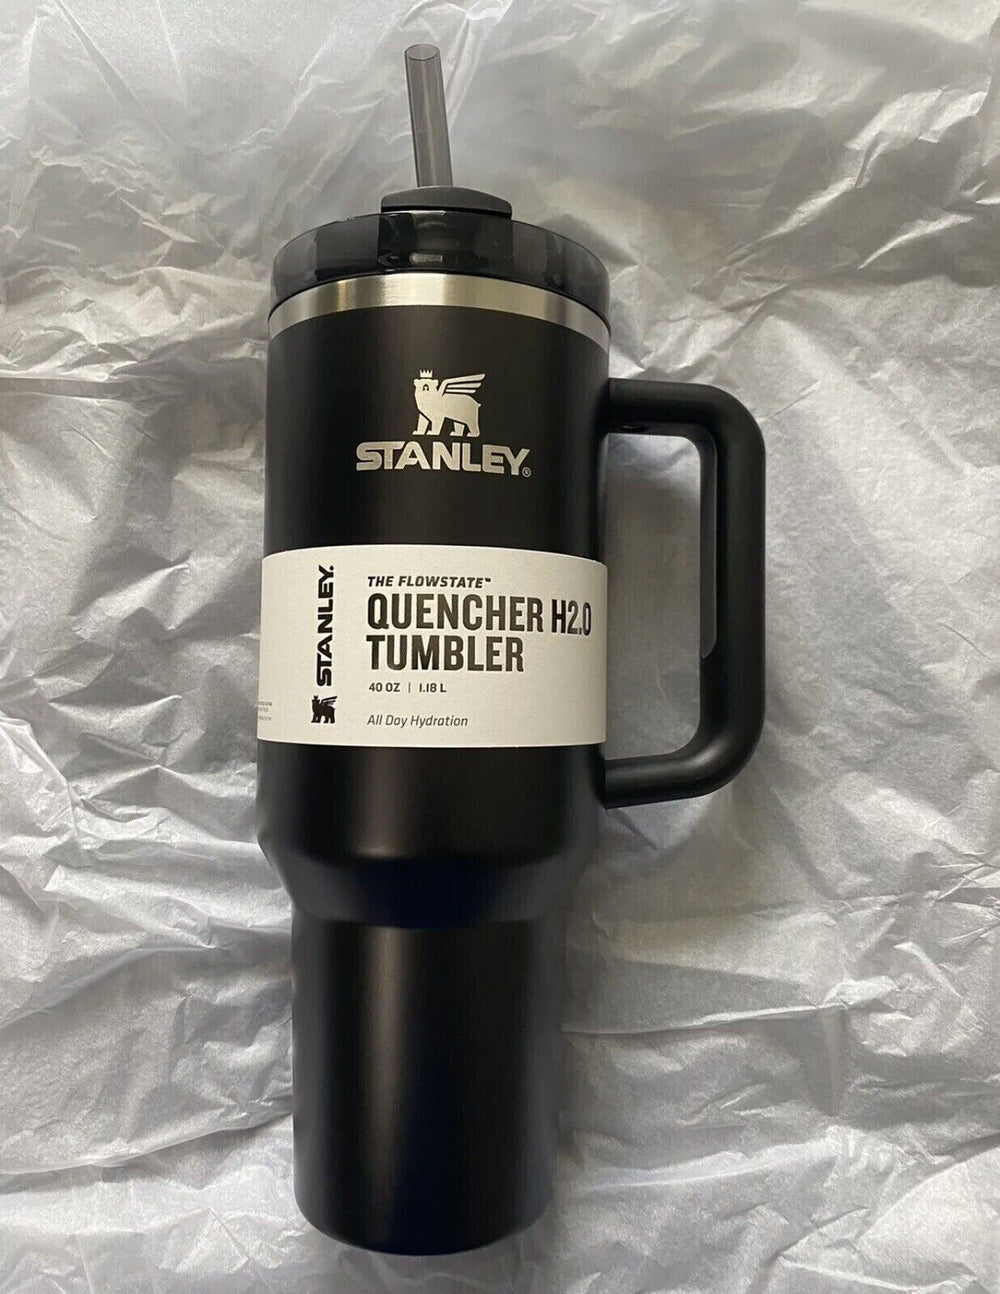 STANLEY®
STANLEY.
THE FLOWSTATE™
QUENCHER H2.0
TUMBLER
40 OZ | 1.18 L
All Day Hydration